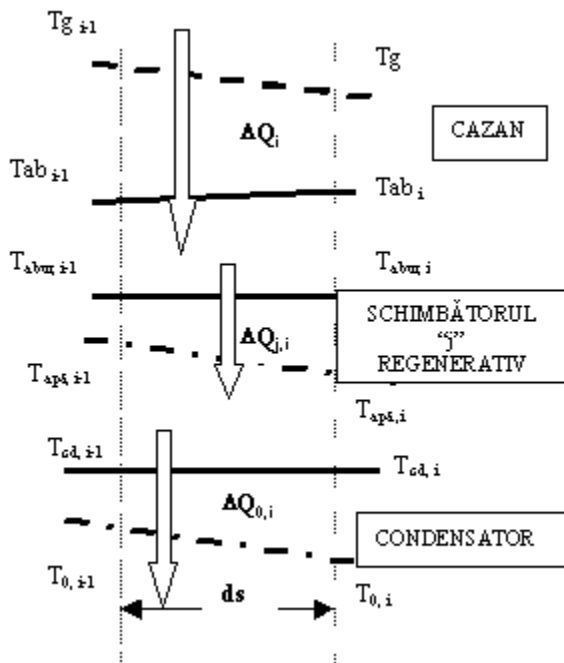 Tg i-1
Tg
ΔQi
CAZAN
Tab i-1
Tab i
Tabur, i-1
Tabur, i
SCHIMBĂTORUL
“j”
REGENERATIV
ΔQj,i
Tapă, i-1
Tapă, i
Tcd, i-1
Tcd, i
ΔQ0,i
CONDENSATOR
T0, i-1
ds
T0, i